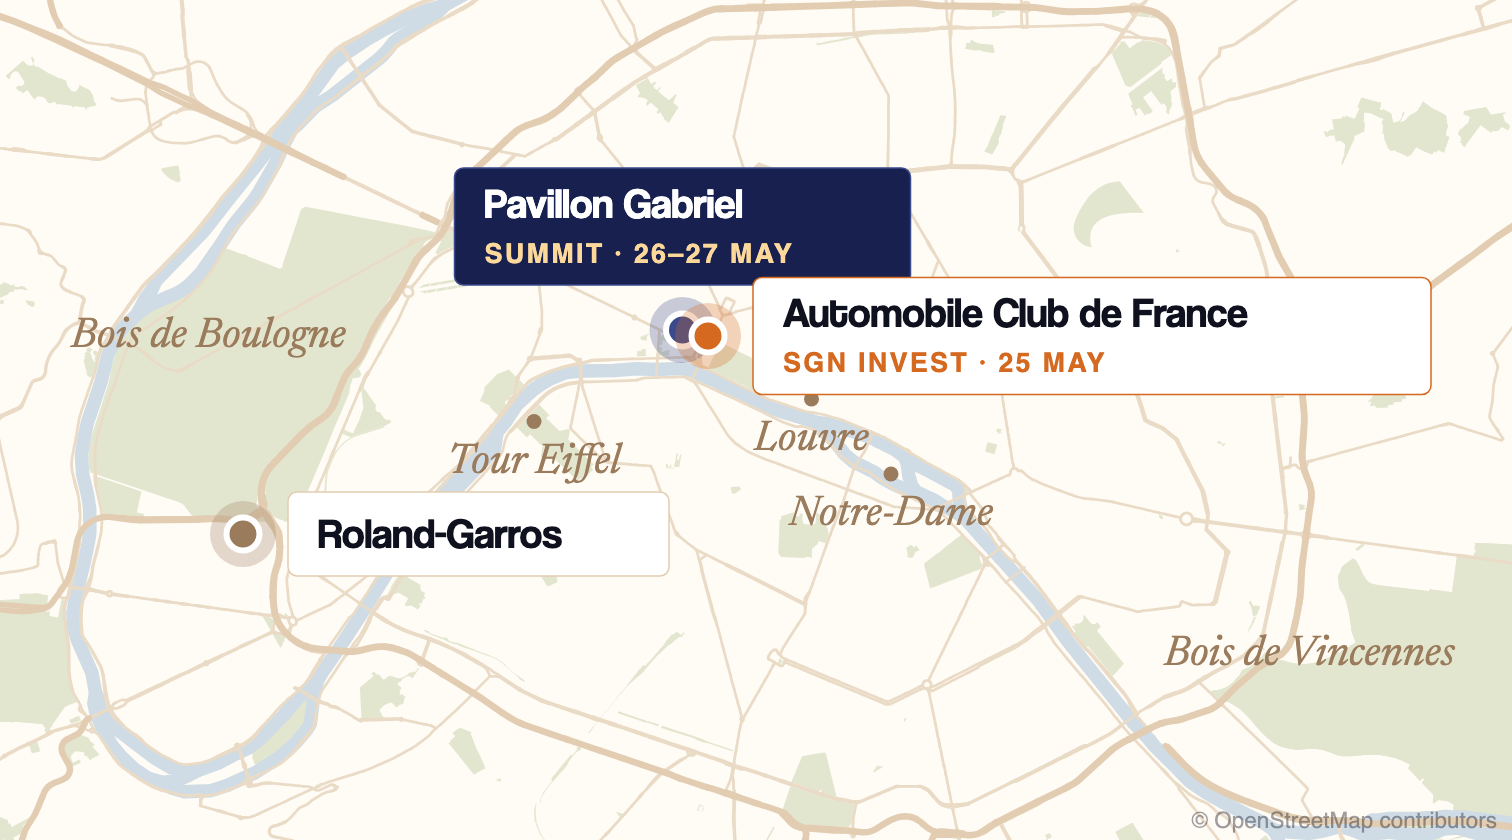 Pavillon Gabriel
SUMMIT · 26–27 MAY
Automobile Club de France
SGN INVEST · 25 MAY
Bois de Boulogne
Louvre
Tour Eiffel
Notre-Dame
Roland-Garros
Bois de Vincennes
© OpenStreetMap contributors